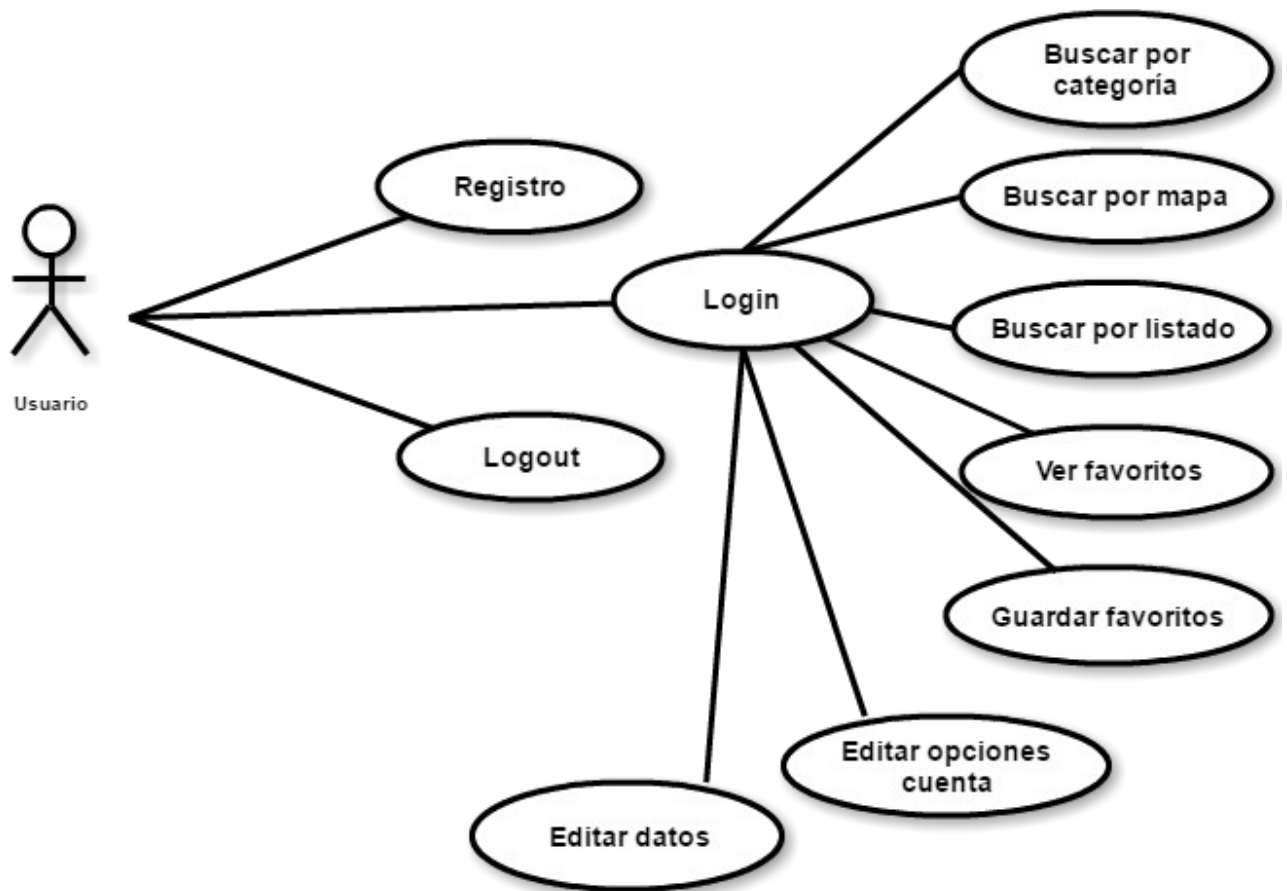 Buscar por
categoría
Registro
Buscar por mapa
Login
Buscar por listado
Usuario
Logout
Ver favoritos
Guardar favoritos
Editar opciones
cuenta
Editar datos